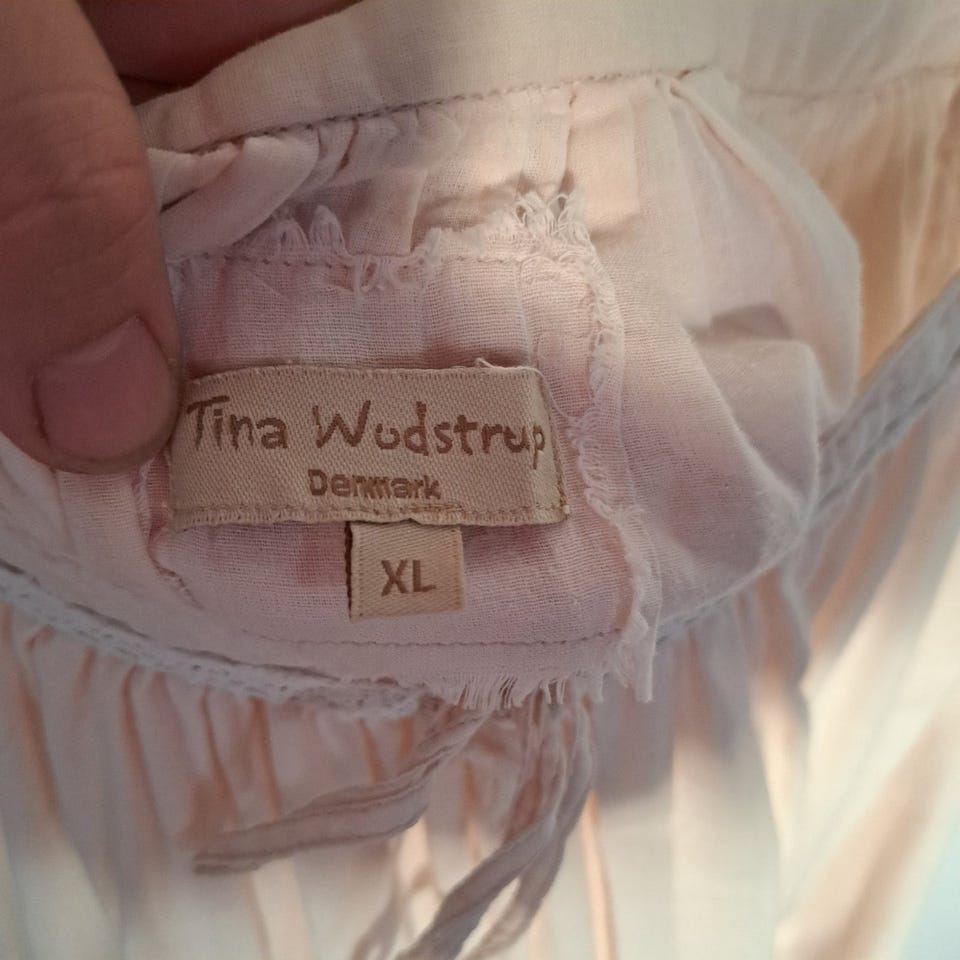 Tina Wodstrup
Denmark
XL